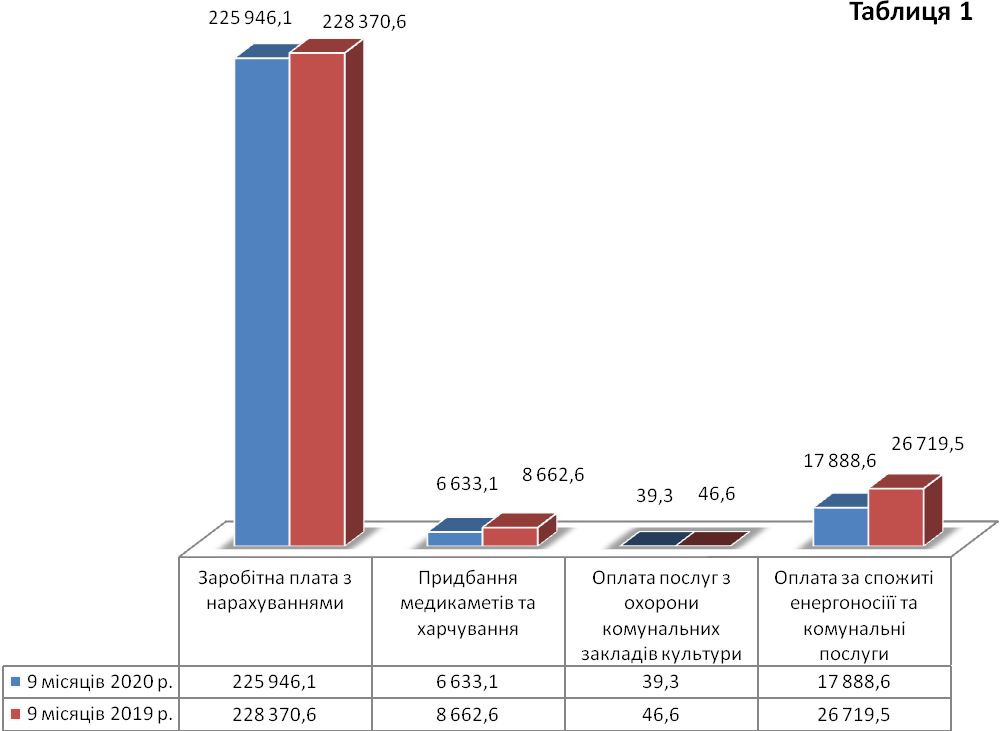 Таблиця 1
225 946,1
228 370,6
6 633,1
8 662,6
39,3
46,6
17 888,6
26 719,5
Заробітна плата з
нарахуваннями
Придбання
медикаметів та
харчування
Оплата послуг з
охорони
комунальних
закладів культури
Оплата за спожиті
енергоносіїї та
комунальні
послуги
9 місяців 2020 р. 225 946,1 6 633,1 39,3 17 888,6
9 місяців 2019 р. 228 370,6 8 662,6 46,6 26 719,5